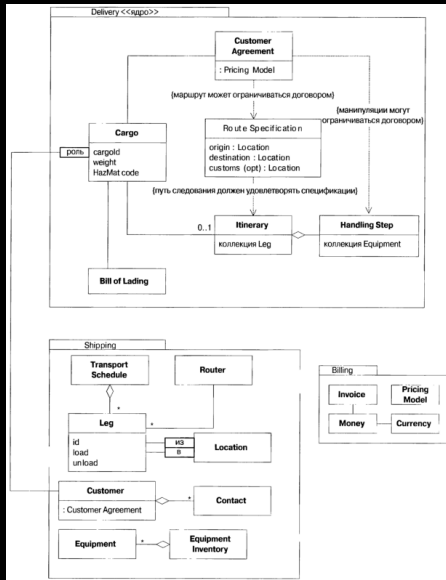 Delivery <<ядро>>
Customer
Agreement
: Pricing Model
{маршрут может ограничиваться договором}
{манипуляции могут
ограничиваться договором}
Cargo
роль
cargoId
weight
HazMat code
Route Specification
origin : Location
destination : Location
customs (opt) : Location
{путь следования должен удовлетворять спецификации}
0..1
Itinerary
коллекция Leg
Handling Step
коллекция Equipment
Bill of Lading
Shipping
Transport
Schedule
Router
*
*
Leg
id
load
unload
из
в
Location
Customer
: Customer Agreement
*
Contact
Equipment
*
Equipment
Inventory
Billing
Invoice
Pricing
Model
Money
Currency